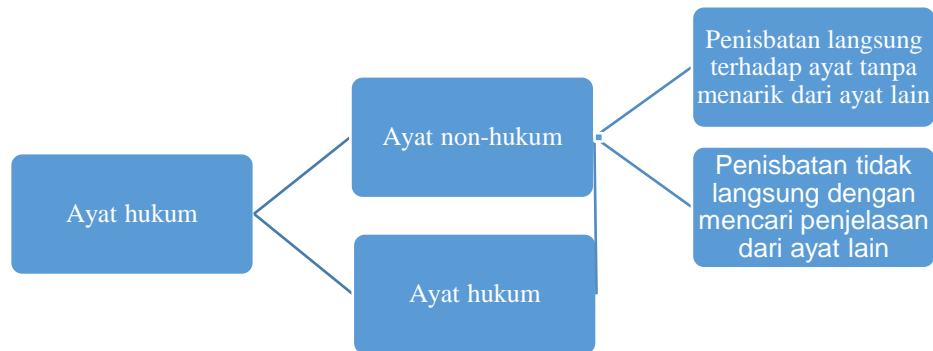 Ayat hukum
Ayat non-hukum
Ayat hukum
Penisbatan langsung
terhadap ayat tanpa
menarik dari ayat lain
Penisbatan tidak
langsung dengan
mencari penjelasan
dari ayat lain